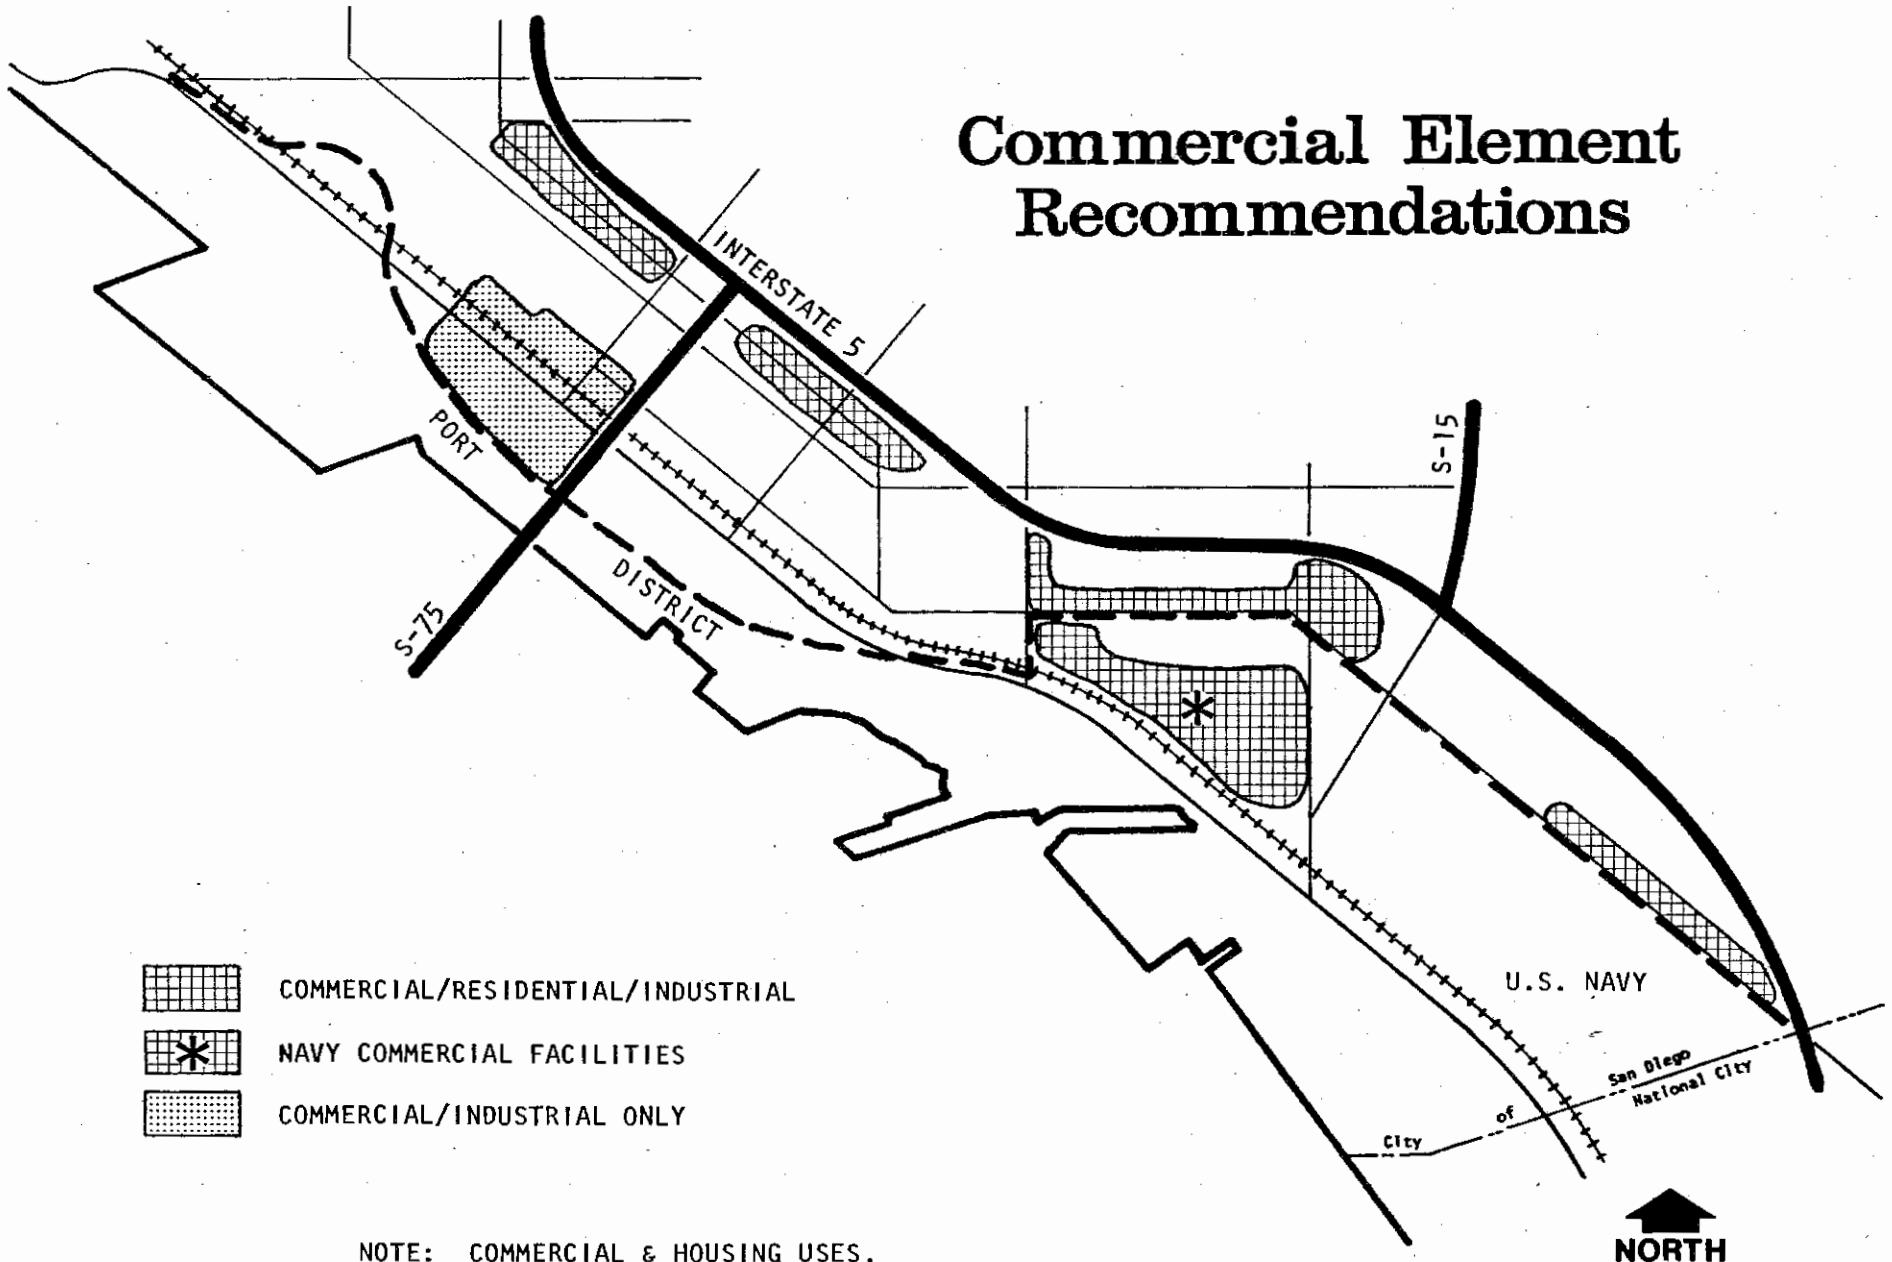 Commercial Element
Recommendations
INTERSTATE 5
S-15
PORT
DISTRICT
S-75
U.S. NAVY
San Diego
National City
of
City
COMMERCIAL/RESIDENTIAL/INDUSTRIAL
NAVY COMMERCIAL FACILITIES
COMMERCIAL/INDUSTRIAL ONLY
NOTE: COMMERCIAL & HOUSING USES.
NORTH